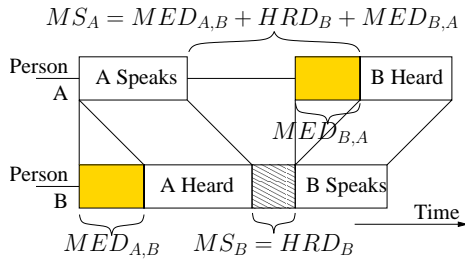 MS_A = MED_{A,B} + HRD_B + MED_{B,A}
Person A
A Speaks
B Heard
MED_{B,A}
Person B
A Heard
B Speaks
Time
MED_{A,B}
MS_B = HRD_B